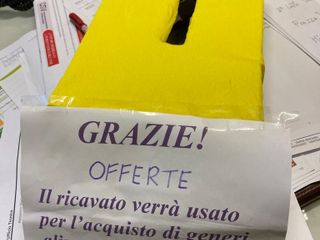 GRAZIE!
OFFERTE
Il ricavato verrà usato
per l'acquisto di generi